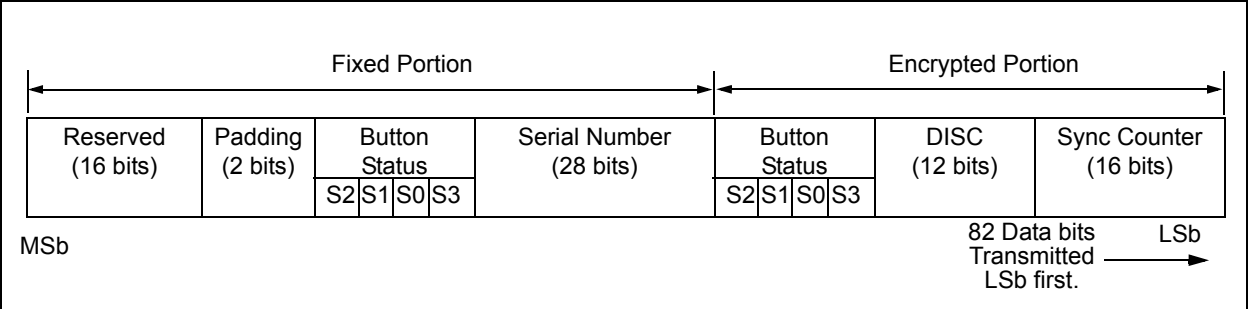 Fixed Portion
Encrypted Portion
Reserved
(16 bits)
Padding
(2 bits)
Button
Status
S2 S1 S0 S3
Serial Number
(28 bits)
Button
Status
S2 S1 S0 S3
DISC
(12 bits)
Sync Counter
(16 bits)
MSb
82 Data bits
Transmitted
LSb first.
LSb